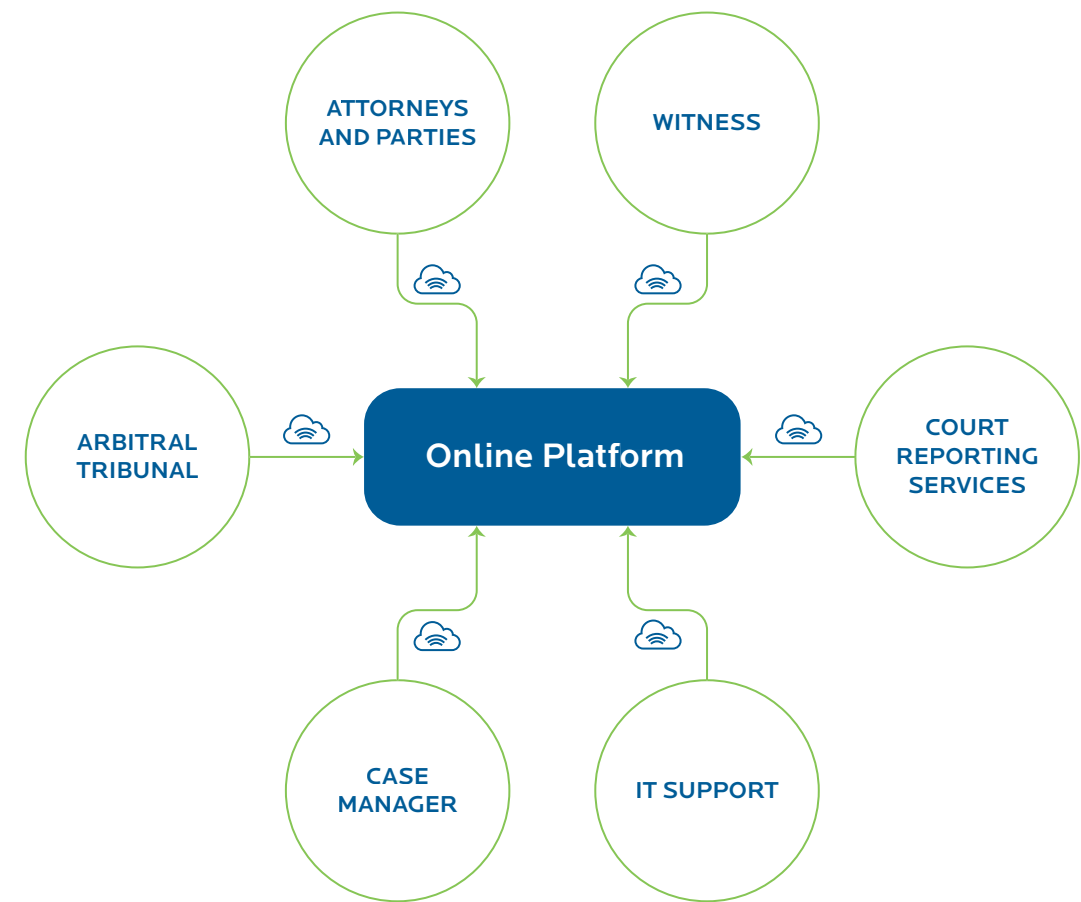 ATTORNEYS
AND PARTIES
WITNESS
ARBITRAL
TRIBUNAL
Online Platform
COURT
REPORTING
SERVICES
CASE
MANAGER
IT SUPPORT